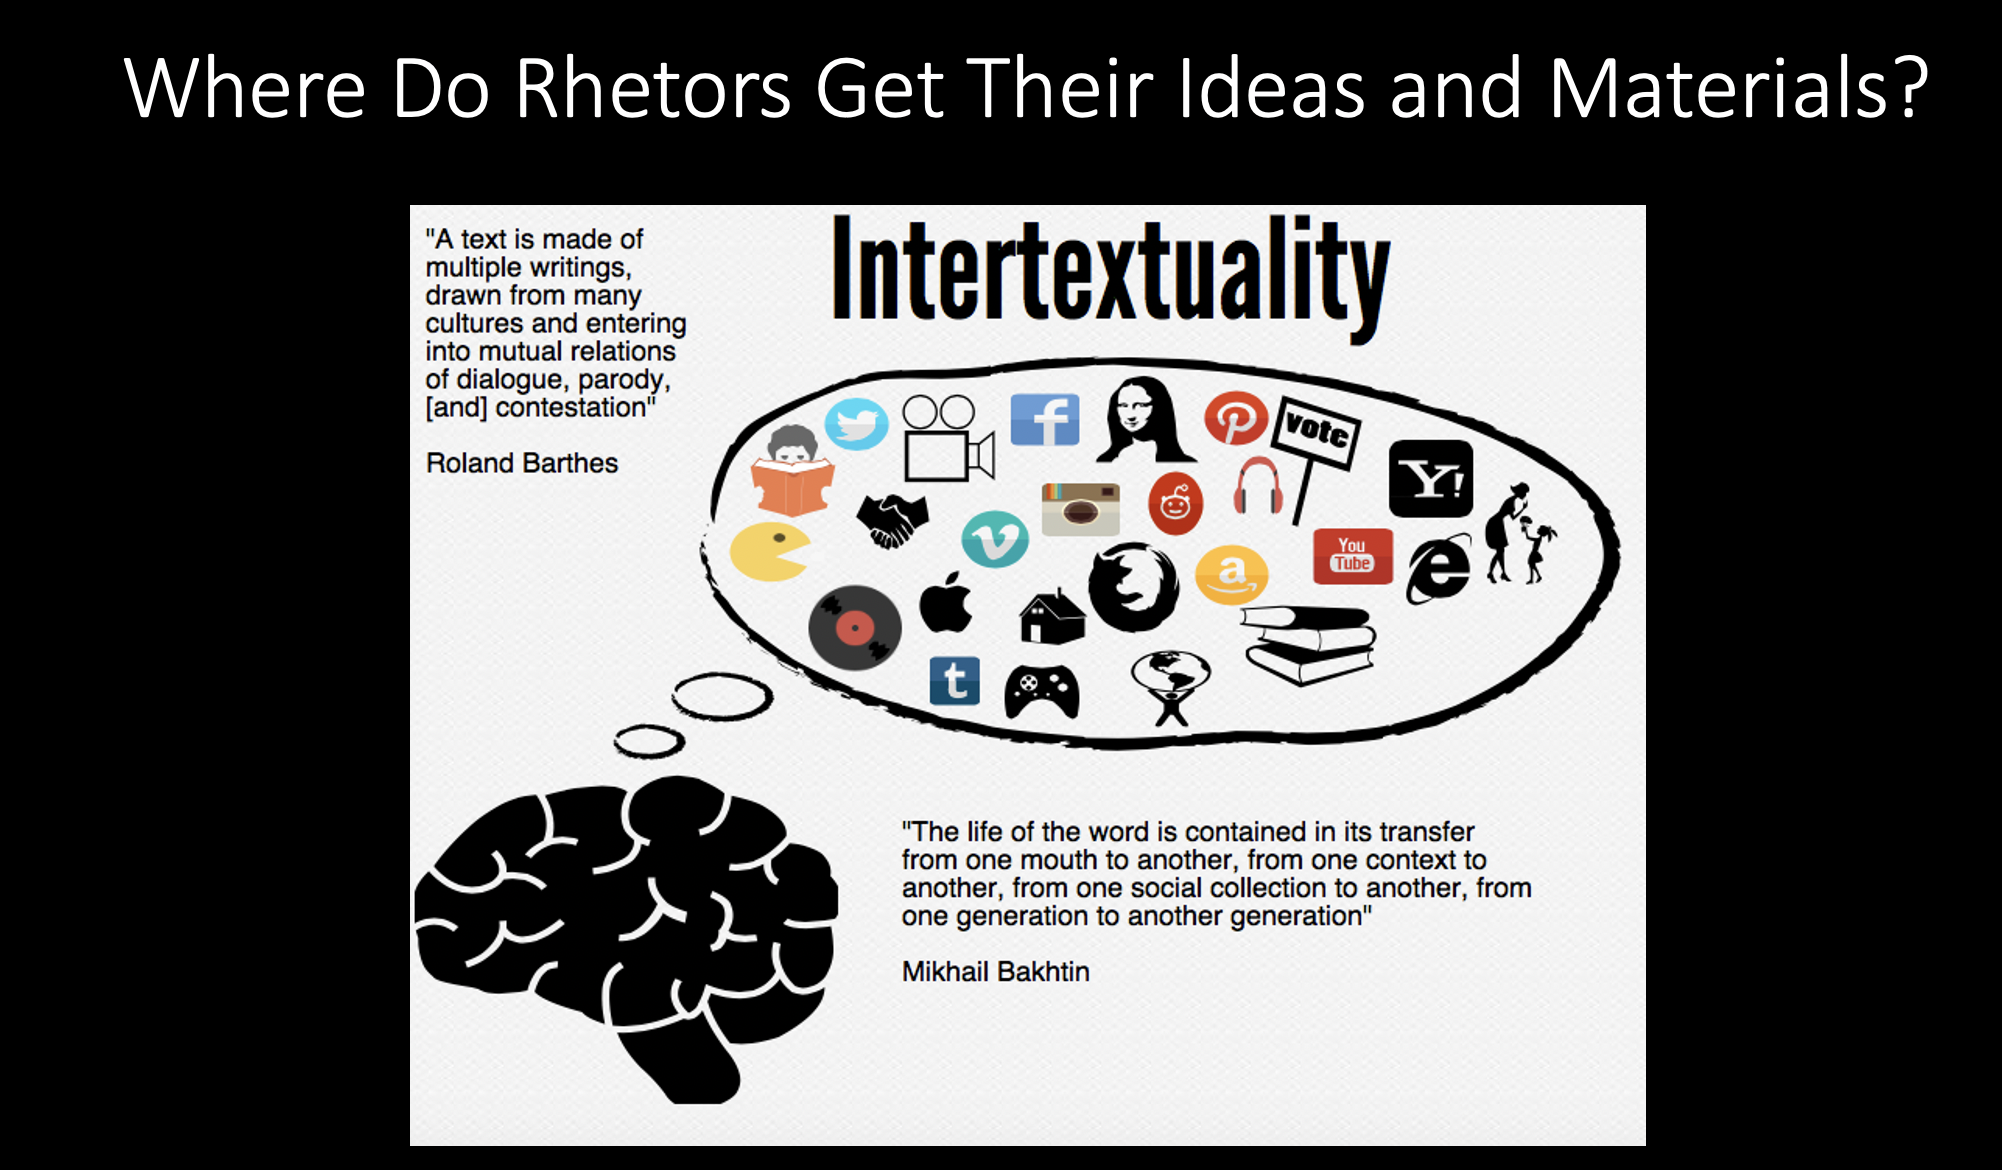 Where Do Rhetors Get Their Ideas and Materials?
Intertextuality
"A text is made of
multiple writings,
drawn from many
cultures and entering
into mutual relations
of dialogue, parody,
[and] contestation"
Roland Barthes
f
vote
Y!
You
Tube
a
e
t
"The life of the word is contained in its transfer
from one mouth to another, from one context to
another, from one social collection to another, from
one generation to another generation"
Mikhail Bakhtin